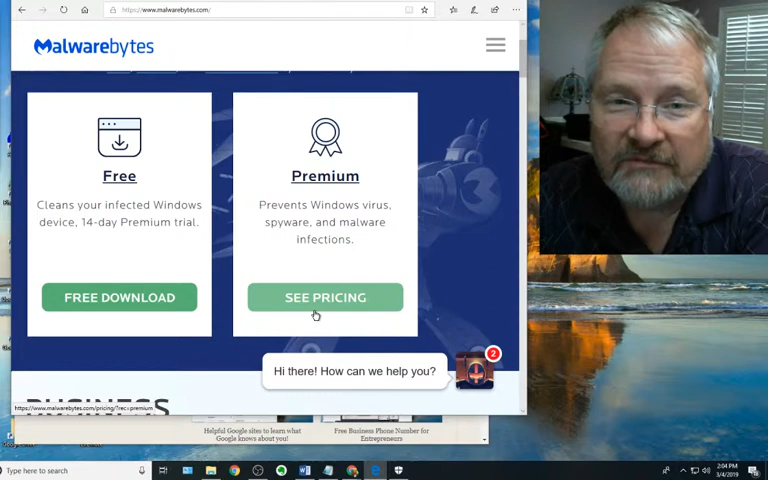 https://www.malwarebytes.com/
Malwarebytes
Free
Cleans your infected Windows
device, 14-day Premium trial.
FREE DOWNLOAD
Premium
Prevents Windows virus,
spyware, and malware
infections.
SEE PRICING
Hi there! How can we help you?
2
BUSINESS
https://www.malwarebytes.com/pricing/?rec=premium
Helpful Google sites to learn what
Google knows about you!
Free Business Phone Number for
Entrepreneurs
Type here to search
2:04 PM
3/4/2019